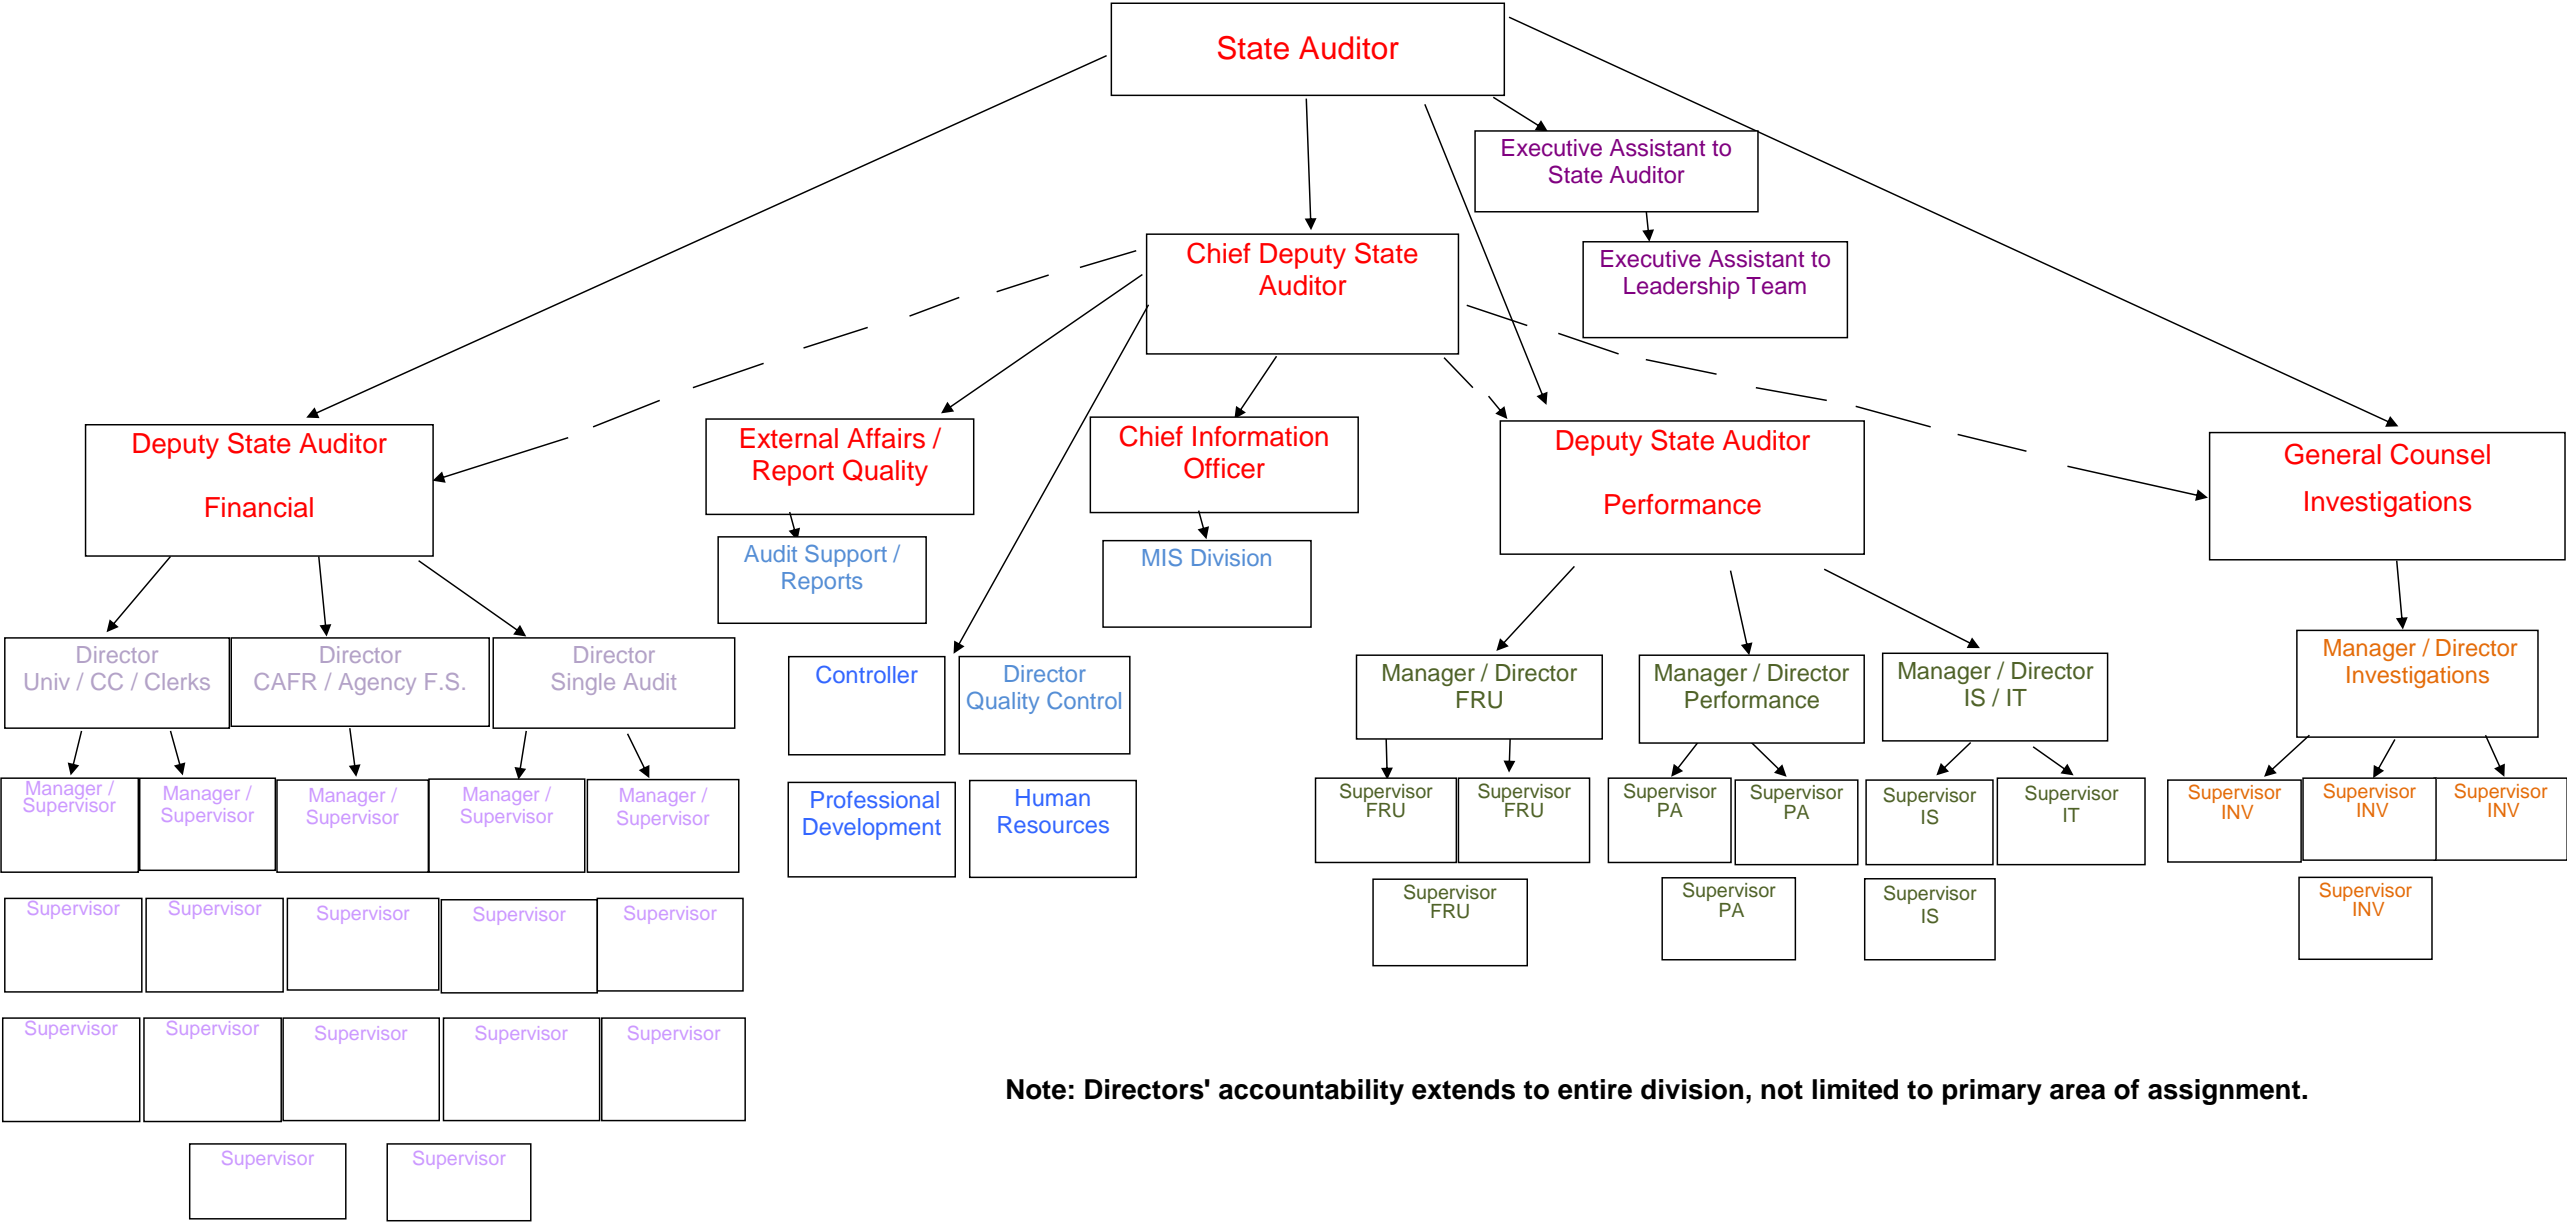 State Auditor
Executive Assistant to
State Auditor
Executive Assistant to
Leadership Team
Chief Deputy State
Auditor
Deputy State Auditor
Financial
External Affairs /
Report Quality
Chief Information
Officer
Deputy State Auditor
Performance
General Counsel
Investigations
Audit Support /
Reports
MIS Division
Director
Univ / CC / Clerks
Director
CAFR / Agency F.S.
Director
Single Audit
Controller
Director
Quality Control
Manager / Director
FRU
Manager / Director
Performance
Manager / Director
IS / IT
Manager / Director
Investigations
Manager /
Supervisor
Manager /
Supervisor
Manager /
Supervisor
Manager /
Supervisor
Manager /
Supervisor
Professional
Development
Human
Resources
Supervisor
FRU
Supervisor
FRU
Supervisor
PA
Supervisor
PA
Supervisor
IS
Supervisor
IT
Supervisor
INV
Supervisor
INV
Supervisor
INV
Supervisor
Supervisor
Supervisor
Supervisor
Supervisor
Supervisor
FRU
Supervisor
PA
Supervisor
IS
Supervisor
INV
Supervisor
Supervisor
Supervisor
Supervisor
Supervisor
Note: Directors' accountability extends to entire division, not limited to primary area of assignment.
Supervisor
Supervisor